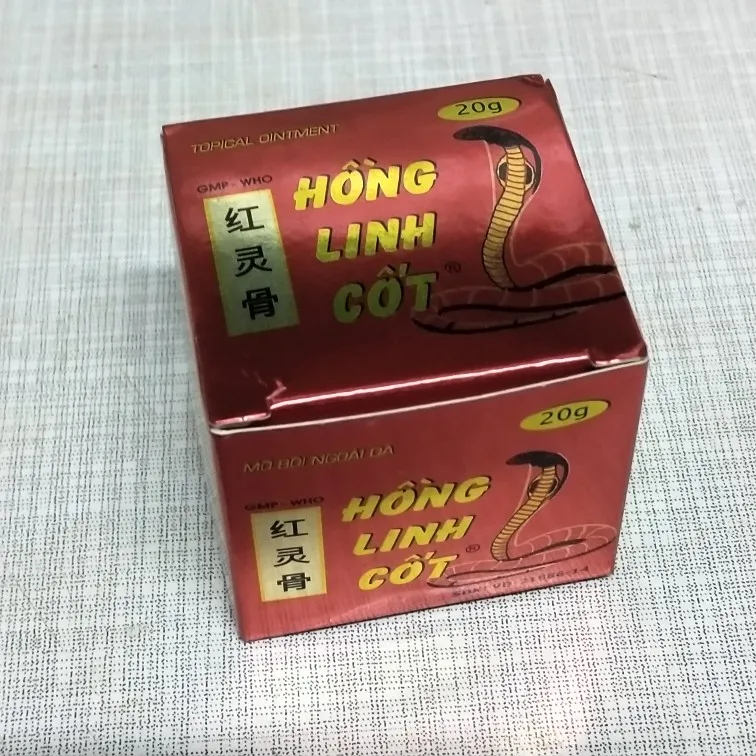 20g
TOPICAL OINTMENT
GMP - WHO
HỒNG
LINH
CỐT®
红
灵
骨
20g
MỠ BÔI NGOÀI DA
GMP - WHO
HỒNG
LINH
CỐT®
红
灵
骨